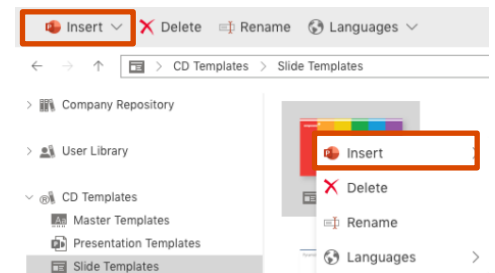 Insert Delete Rename Languages
> CD Templates > Slide Templates
Company Repository
User Library
CD Templates
Master Templates
Presentation Templates
Slide Templates
Insert
Delete
Rename
Languages